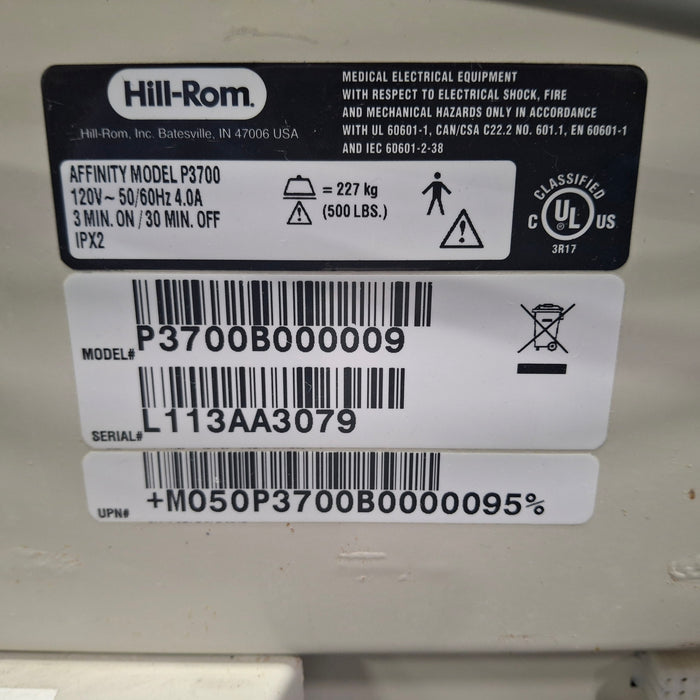 Hill-Rom.
Hill-Rom, Inc. Batesville, IN 47006 USA
MEDICAL ELECTRICAL EQUIPMENT
WITH RESPECT TO ELECTRICAL SHOCK, FIRE
AND MECHANICAL HAZARDS ONLY IN ACCORDANCE
WITH UL 60601-1, CAN/CSA C22.2 NO. 601.1, EN 60601-1
AND IEC 60601-2-38
AFFINITY MODEL P3700
120V~ 50/60Hz 4.0A
3 MIN. ON / 30 MIN. OFF
IPX2
= 227 kg
(500 LBS.)
CLASSIFIED
C UL ® US
3R17
MODEL# P3700B000009
SERIAL# L113AA3079
UPN# +M050P3700B0000095%